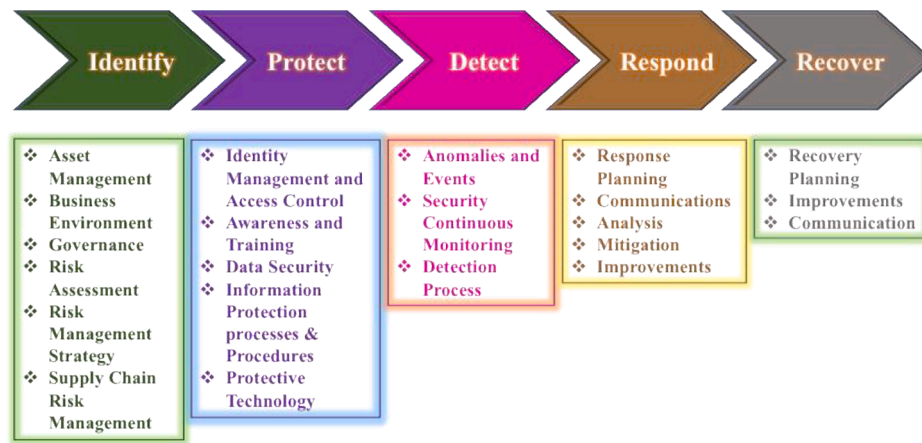 Identify
Protect
Detect
Respond
Recover
❖ Asset
Management
❖ Business
Environment
❖ Governance
❖ Risk
Assessment
❖ Risk
Management
Strategy
❖ Supply Chain
Risk
Management
❖ Identity
Management and
Access Control
❖ Awareness and
Training
❖ Data Security
❖ Information
Protection
processes &
Procedures
❖ Protective
Technology
❖ Anomalies and
Events
❖ Security
Continuous
Monitoring
❖ Detection
Process
❖ Response
Planning
❖ Communications
❖ Analysis
❖ Mitigation
❖ Improvements
❖ Recovery
Planning
❖ Improvements
❖ Communication